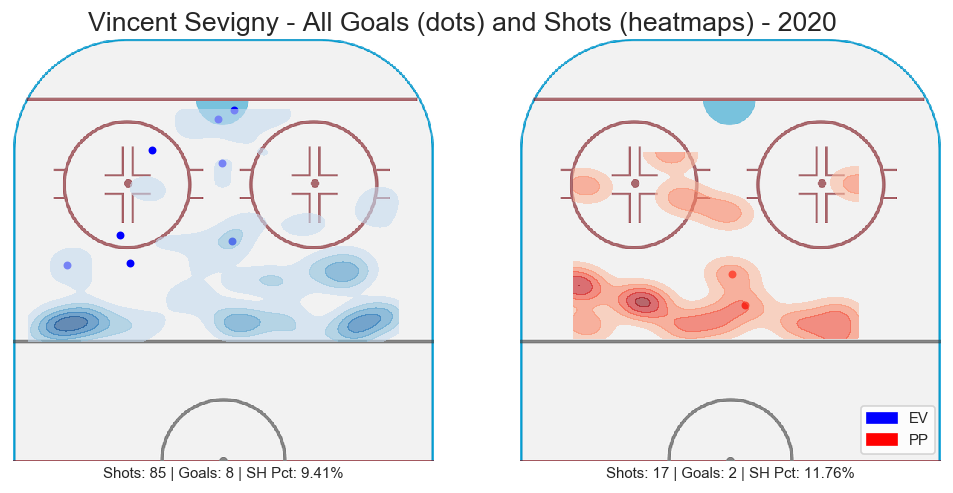 Vincent Sevigny - All Goals (dots) and Shots (heatmaps) - 2020
EV
PP
Shots: 85 | Goals: 8 | SH Pct: 9.41%
Shots: 17 | Goals: 2 | SH Pct: 11.76%